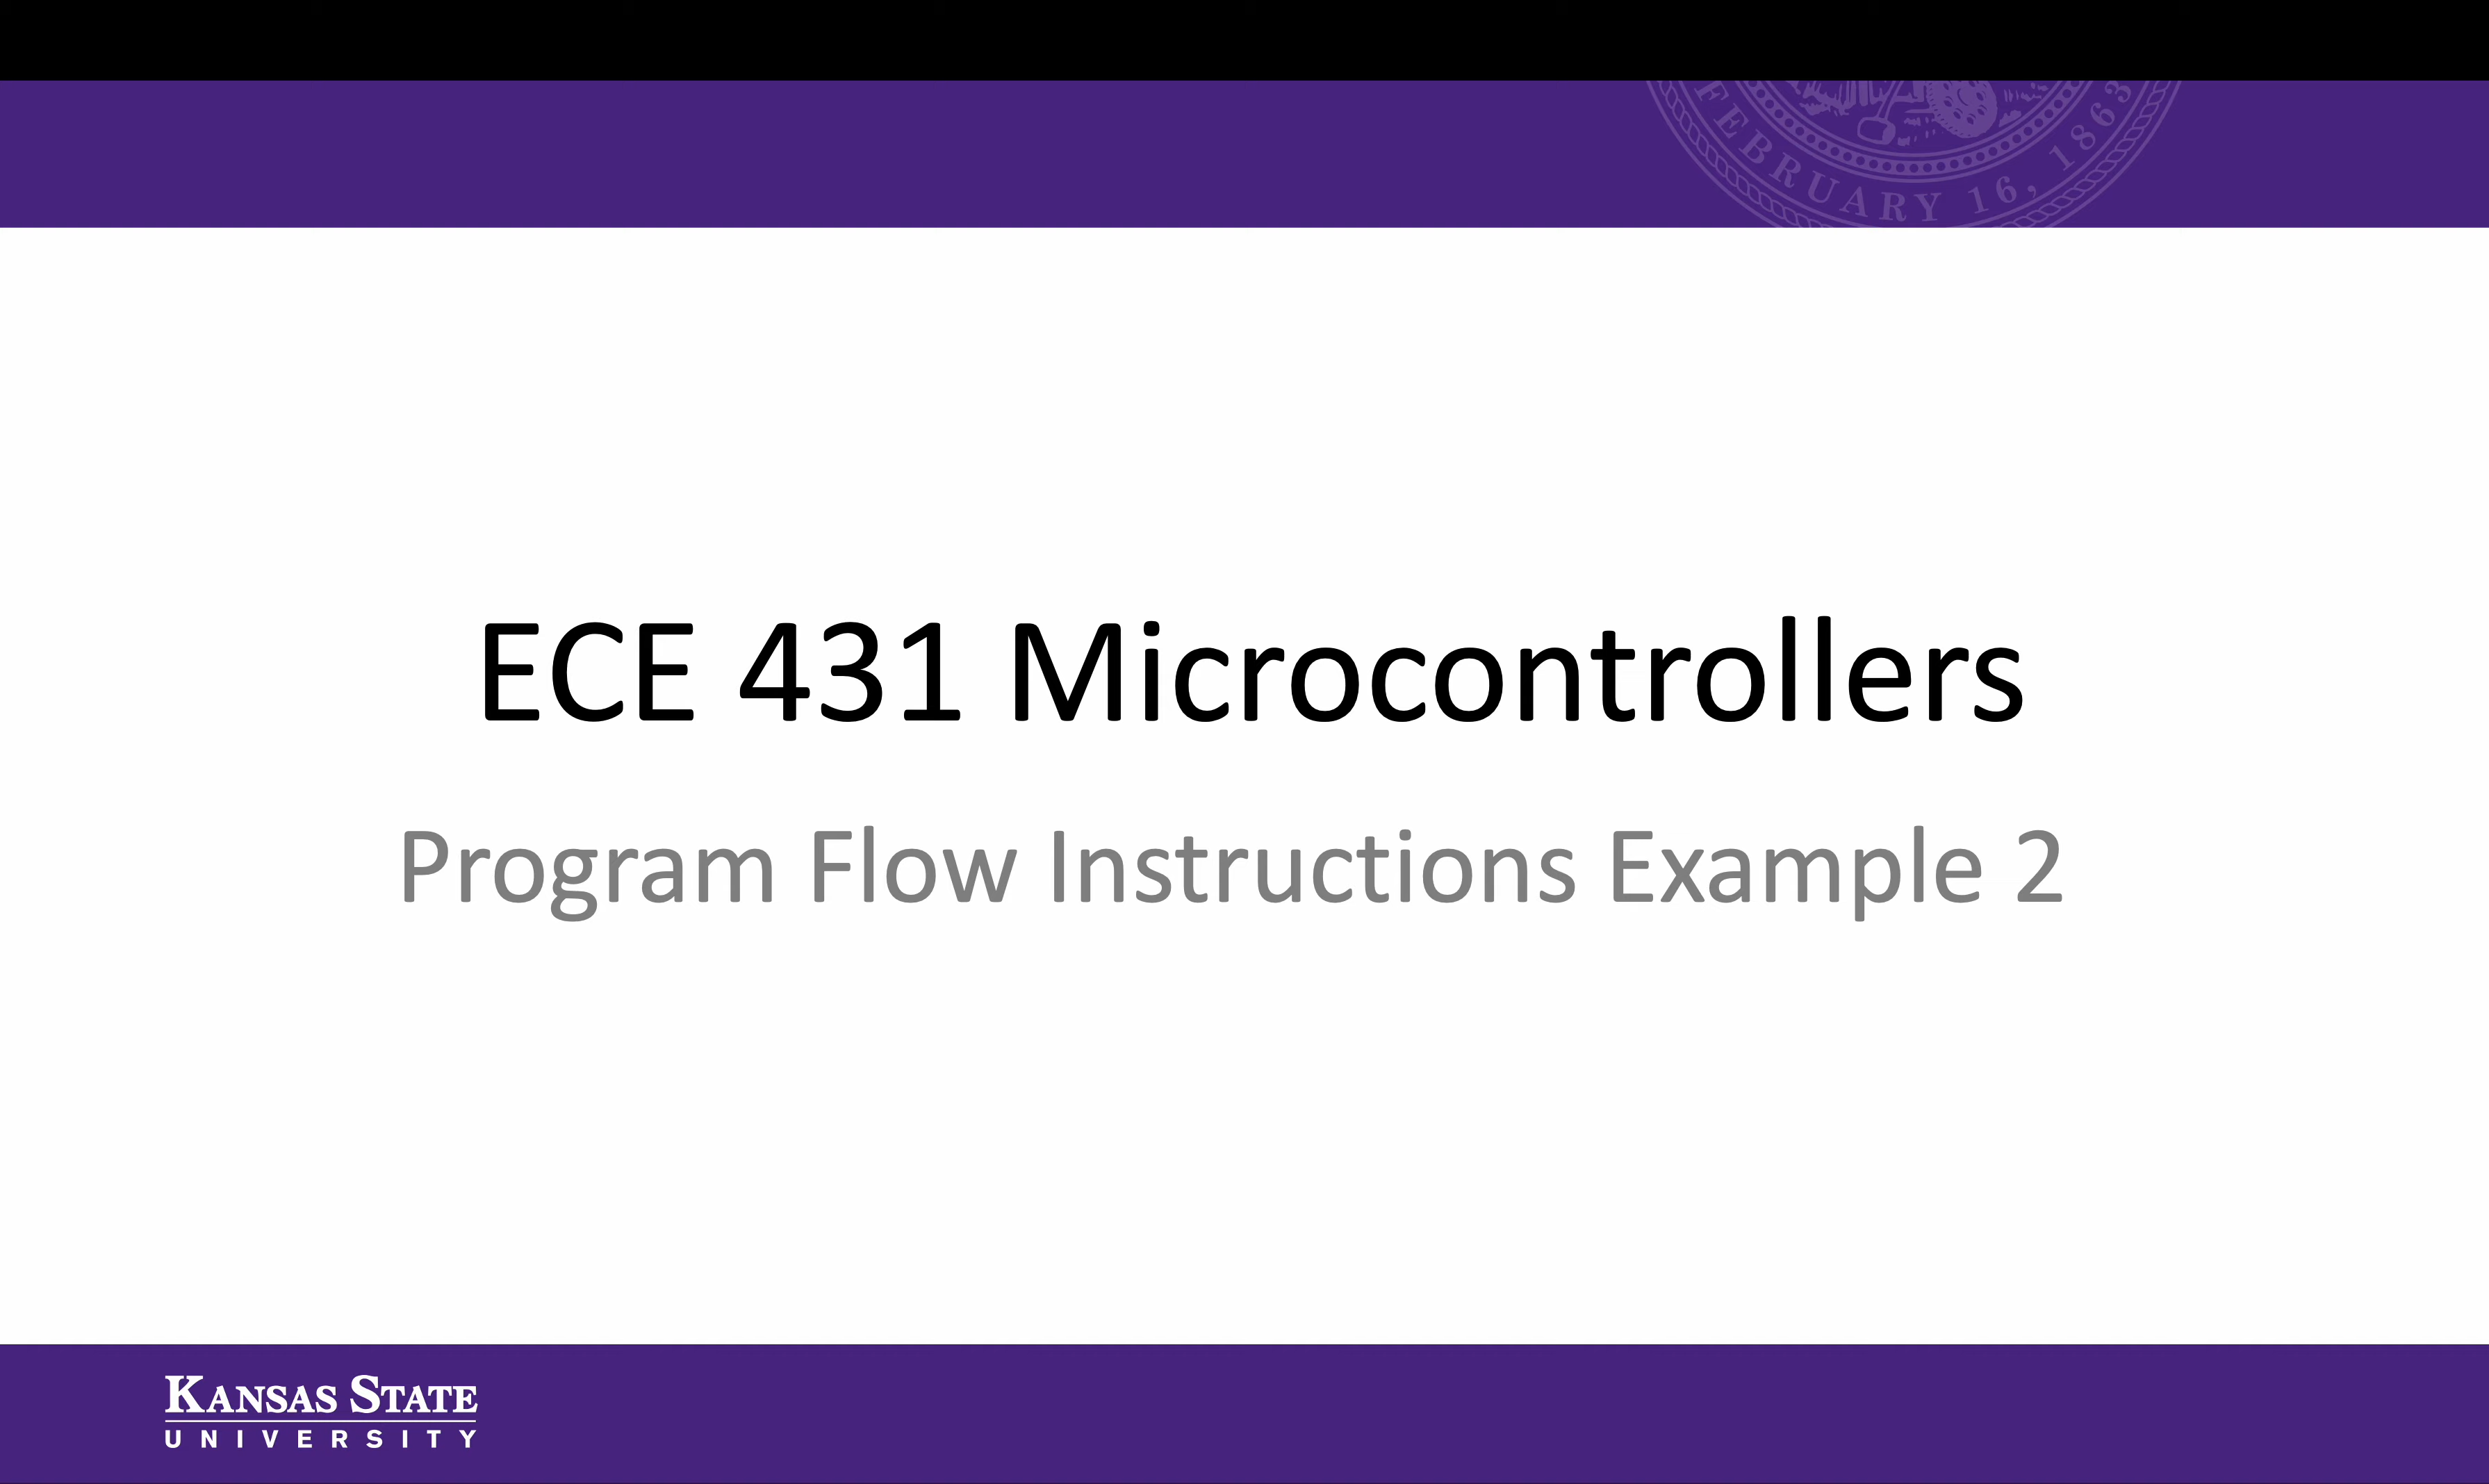 FEBRUARY 16, 1863
ECE 431 Microcontrollers
Program Flow Instructions Example 2
KANSAS STATE
UNIVERSITY